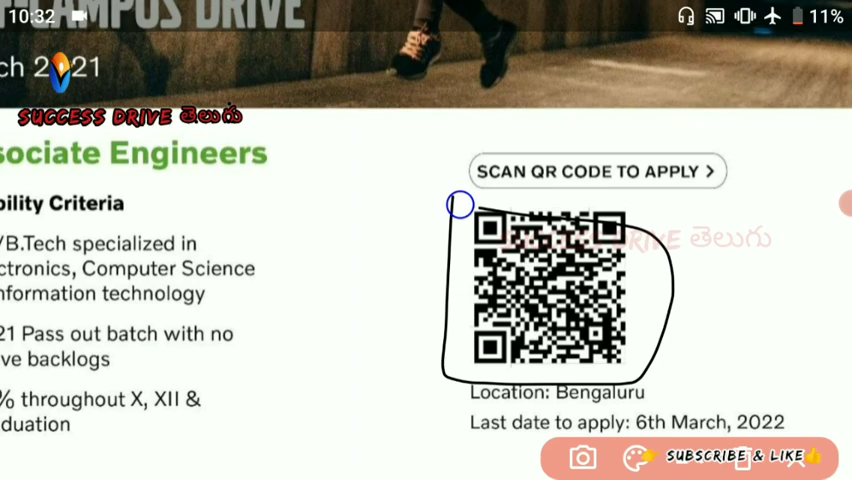 10:32
11%
F-CAMPUS DRIVE
ch 2021
SUCCESS DRIVE తెలుగు
sociate Engineers
SCAN QR CODE TO APPLY >
bility Criteria
/B.Tech specialized in
ctronics, Computer Science
nformation technology
DRIVE తెలుగు
21 Pass out batch with no
ve backlogs
% throughout X, XII &
duation
Location: Bengaluru
Last date to apply: 6th March, 2022
SUBSCRIBE & LIKE